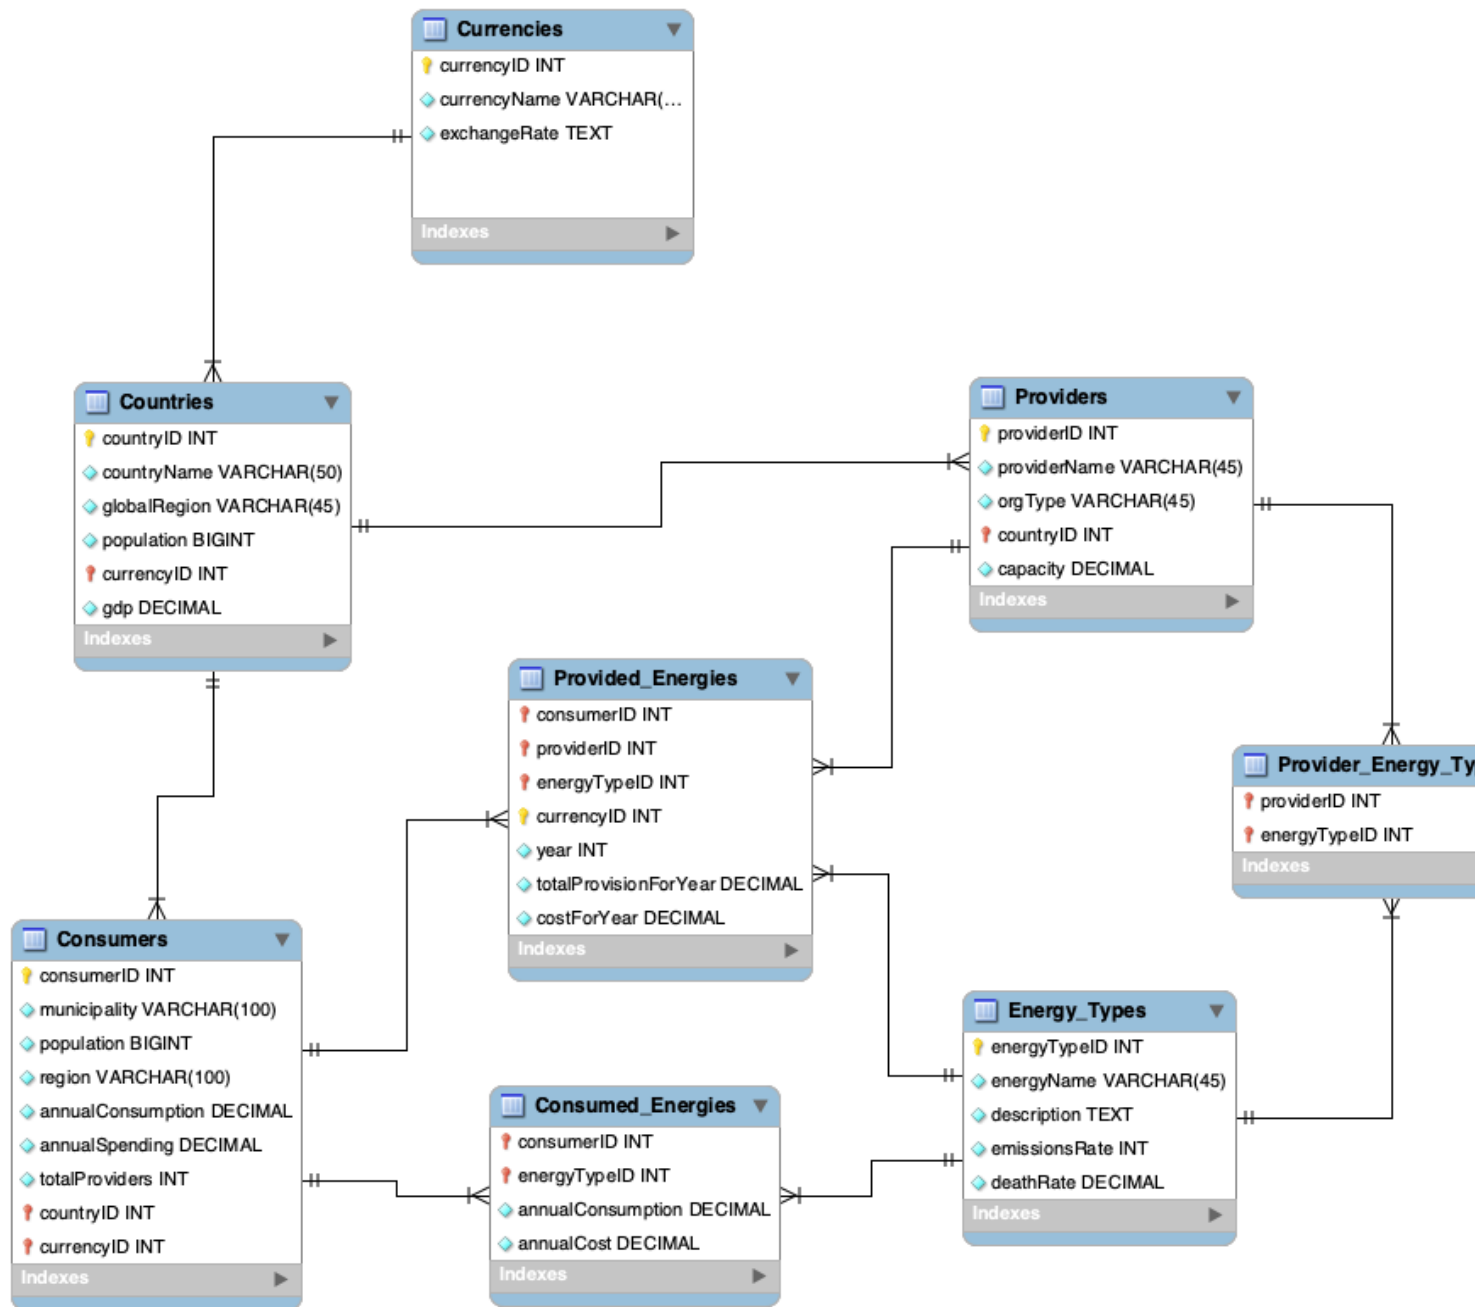 Currencies
currencyID INT
currencyName VARCHAR(...
exchangeRate TEXT
Indexes
Countries
countryID INT
countryName VARCHAR(50)
globalRegion VARCHAR(45)
population BIGINT
currencyID INT
gdp DECIMAL
Indexes
Providers
providerID INT
providerName VARCHAR(45)
orgType VARCHAR(45)
countryID INT
capacity DECIMAL
Indexes
Provided_Energies
consumerID INT
providerID INT
energyTypeID INT
currencyID INT
year INT
totalProvisionForYear DECIMAL
costForYear DECIMAL
Indexes
Provider_Energy_Ty
providerID INT
energyTypeID INT
Indexes
Consumers
consumerID INT
municipality VARCHAR(100)
population BIGINT
region VARCHAR(100)
annualConsumption DECIMAL
annualSpending DECIMAL
totalProviders INT
countryID INT
currencyID INT
Indexes
Consumed_Energies
consumerID INT
energyTypeID INT
annualConsumption DECIMAL
annualCost DECIMAL
Indexes
Energy_Types
energyTypeID INT
energyName VARCHAR(45)
description TEXT
emissionsRate INT
deathRate DECIMAL
Indexes